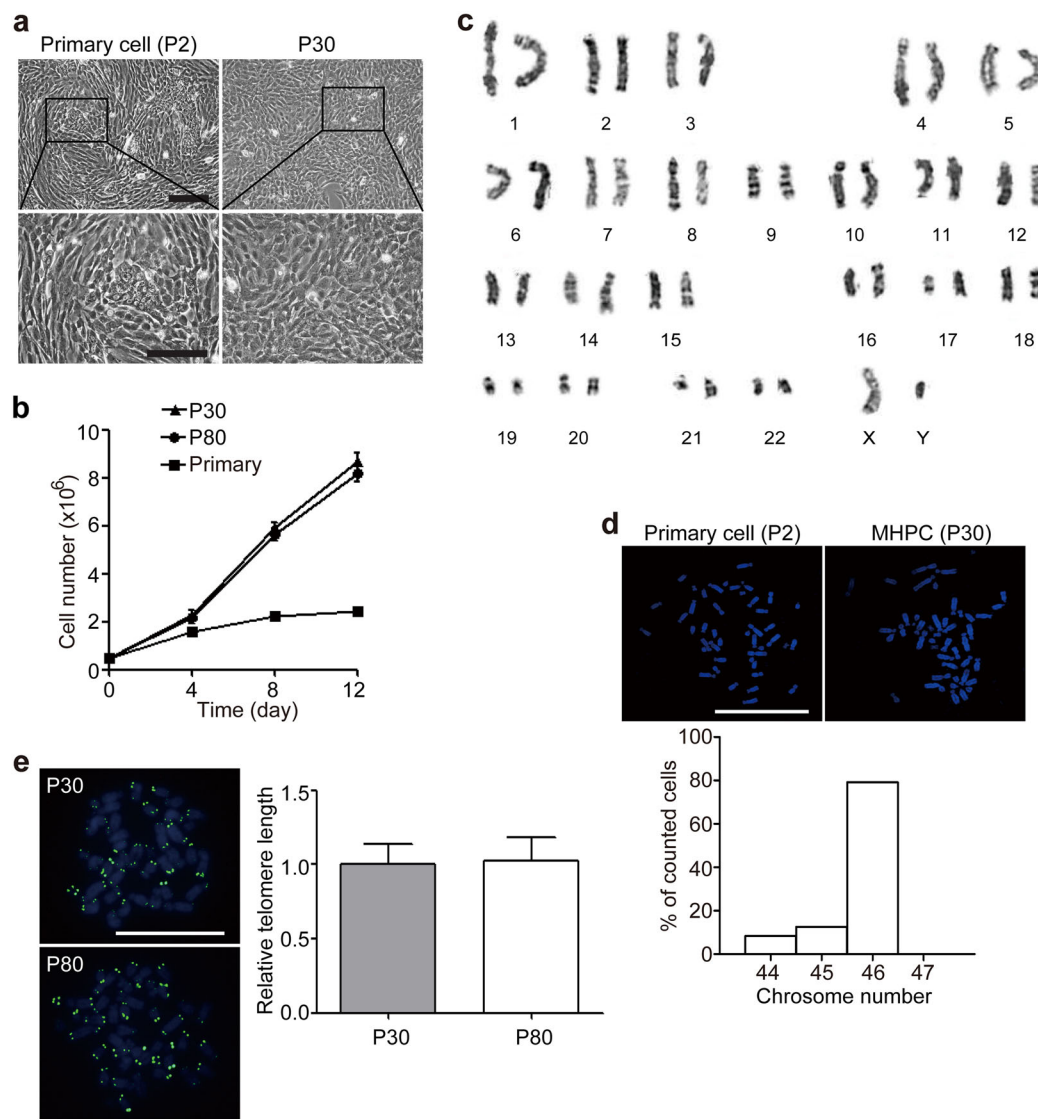 a
Primary cell (P2) P30
b
P30
P80
Primary
10
8
6
4
2
0
Cell number (x10⁶)
0 4 8 12
Time (day)
c
1 2 3 4 5
6 7 8 9 10 11 12
13 14 15 16 17 18
19 20 21 22 X Y
d
Primary cell (P2) MHPC (P30)
100
80
60
40
20
0
% of counted cells
44 45 46 47
Chrosome number
e
P30
P80
1.5
1.0
0.5
0.0
Relative telomere length
P30 P80